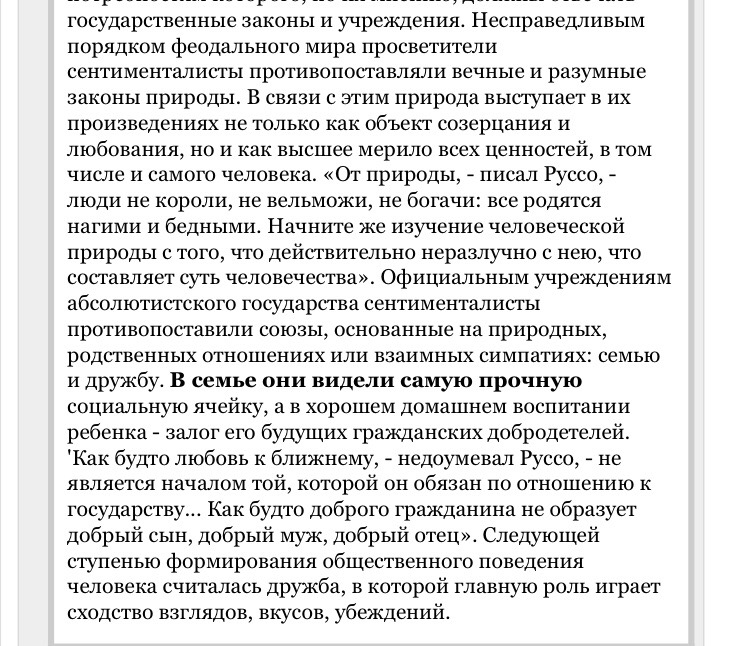 государственные законы и учреждения. Несправедливым
порядком феодального мира просветители
сентименталисты противопоставляли вечные и разумные
законы природы. В связи с этим природа выступает в их
произведениях не только как объект созерцания и
любования, но и как высшее мерило всех ценностей, в том
числе и самого человека. «От природы, - писал Руссо, -
люди не короли, не вельможи, не богачи: все родятся
нагими и бедными. Начните же изучение человеческой
природы с того, что действительно неразлучно с нею, что
составляет суть человечества». Официальным учреждениям
абсолютистского государства сентименталисты
противопоставили союзы, основанные на природных,
родственных отношениях или взаимных симпатиях: семью
и дружбу. В семье они видели самую прочную
социальную ячейку, а в хорошем домашнем воспитании
ребенка - залог его будущих гражданских добродетелей.
'Как будто любовь к ближнему, - недоумевал Руссо, - не
является началом той, которой он обязан по отношению к
государству... Как будто доброго гражданина не образует
добрый сын, добрый муж, добрый отец». Следующей
ступенью формирования общественного поведения
человека считалась дружба, в которой главную роль играет
сходство взглядов, вкусов, убеждений.